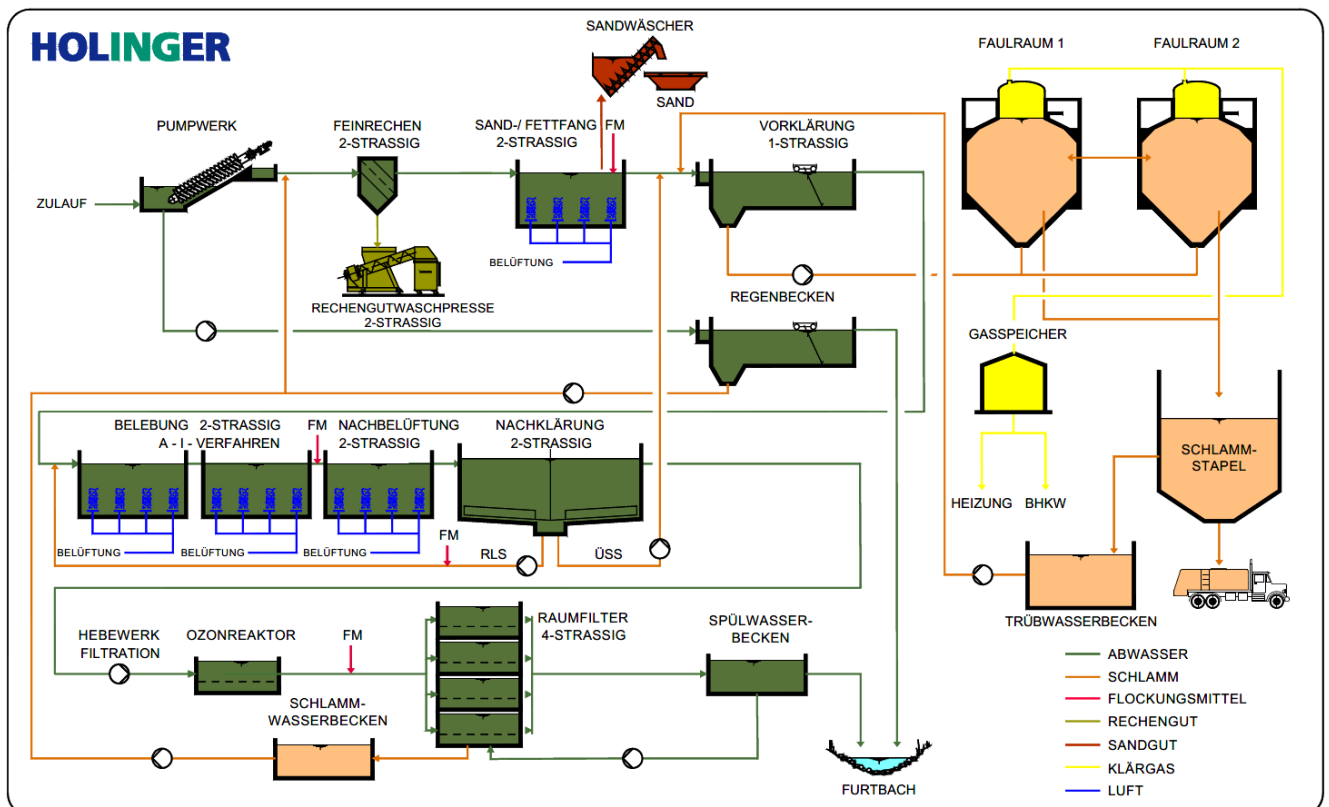 HOLINGER
SANDWÄSCHER
SAND
FAULRAUM 1
FAULRAUM 2
PUMPWERK
FEINRECHEN
2-STRASSIG
SAND-/ FETTFANG
2-STRASSIG
FM
VORKLÄRUNG
1-STRASSIG
ZULAUF
BELÜFTUNG
RECHENGUTWASCHPRESSE
2-STRASSIG
REGENBECKEN
GASSPEICHER
BELEBUNG 2-STRASSIG
A - I - VERFAHREN
FM
NACHBELÜFTUNG
2-STRASSIG
NACHKLÄRUNG
2-STRASSIG
SCHLAMM-
STAPEL
HEIZUNG
BHKW
BELÜFTUNG
BELÜFTUNG
BELÜFTUNG
FM
RLS
ÜSS
TRÜBWASSERBECKEN
HEBEWERK
FILTRATION
OZONREAKTOR
FM
RAUMFILTER
4-STRASSIG
SPÜLWASSER-
BECKEN
SCHLAMM-
WASSERBECKEN
FURTBACH
ABWASSER
SCHLAMM
FLOCKUNGSMITTEL
RECHENGUT
SANDGUT
KLÄRGAS
LUFT